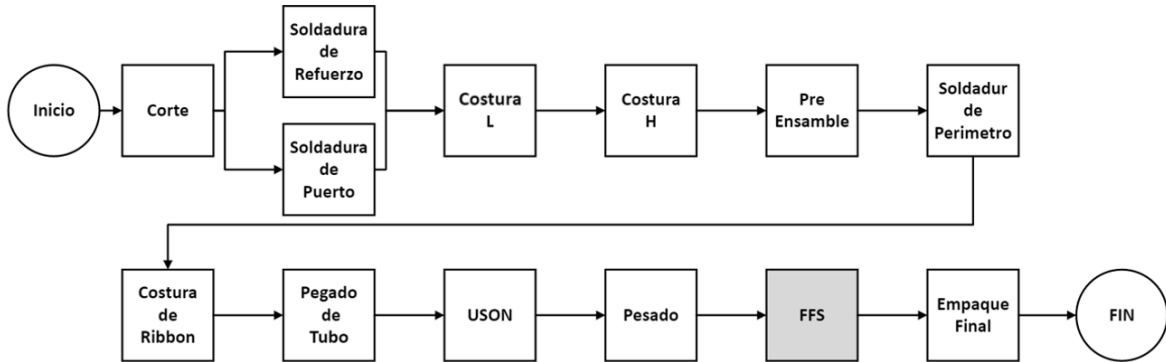 Inicio
Corte
Soldadura
de
Refuerzo
Soldadura
de
Puerto
Costura
L
Costura
H
Pre
Ensamble
Soldadur
de
Perimetro
Costura
de
Ribbon
Pegado
de
Tubo
USON
Pesado
FFS
Empaque
Final
FIN